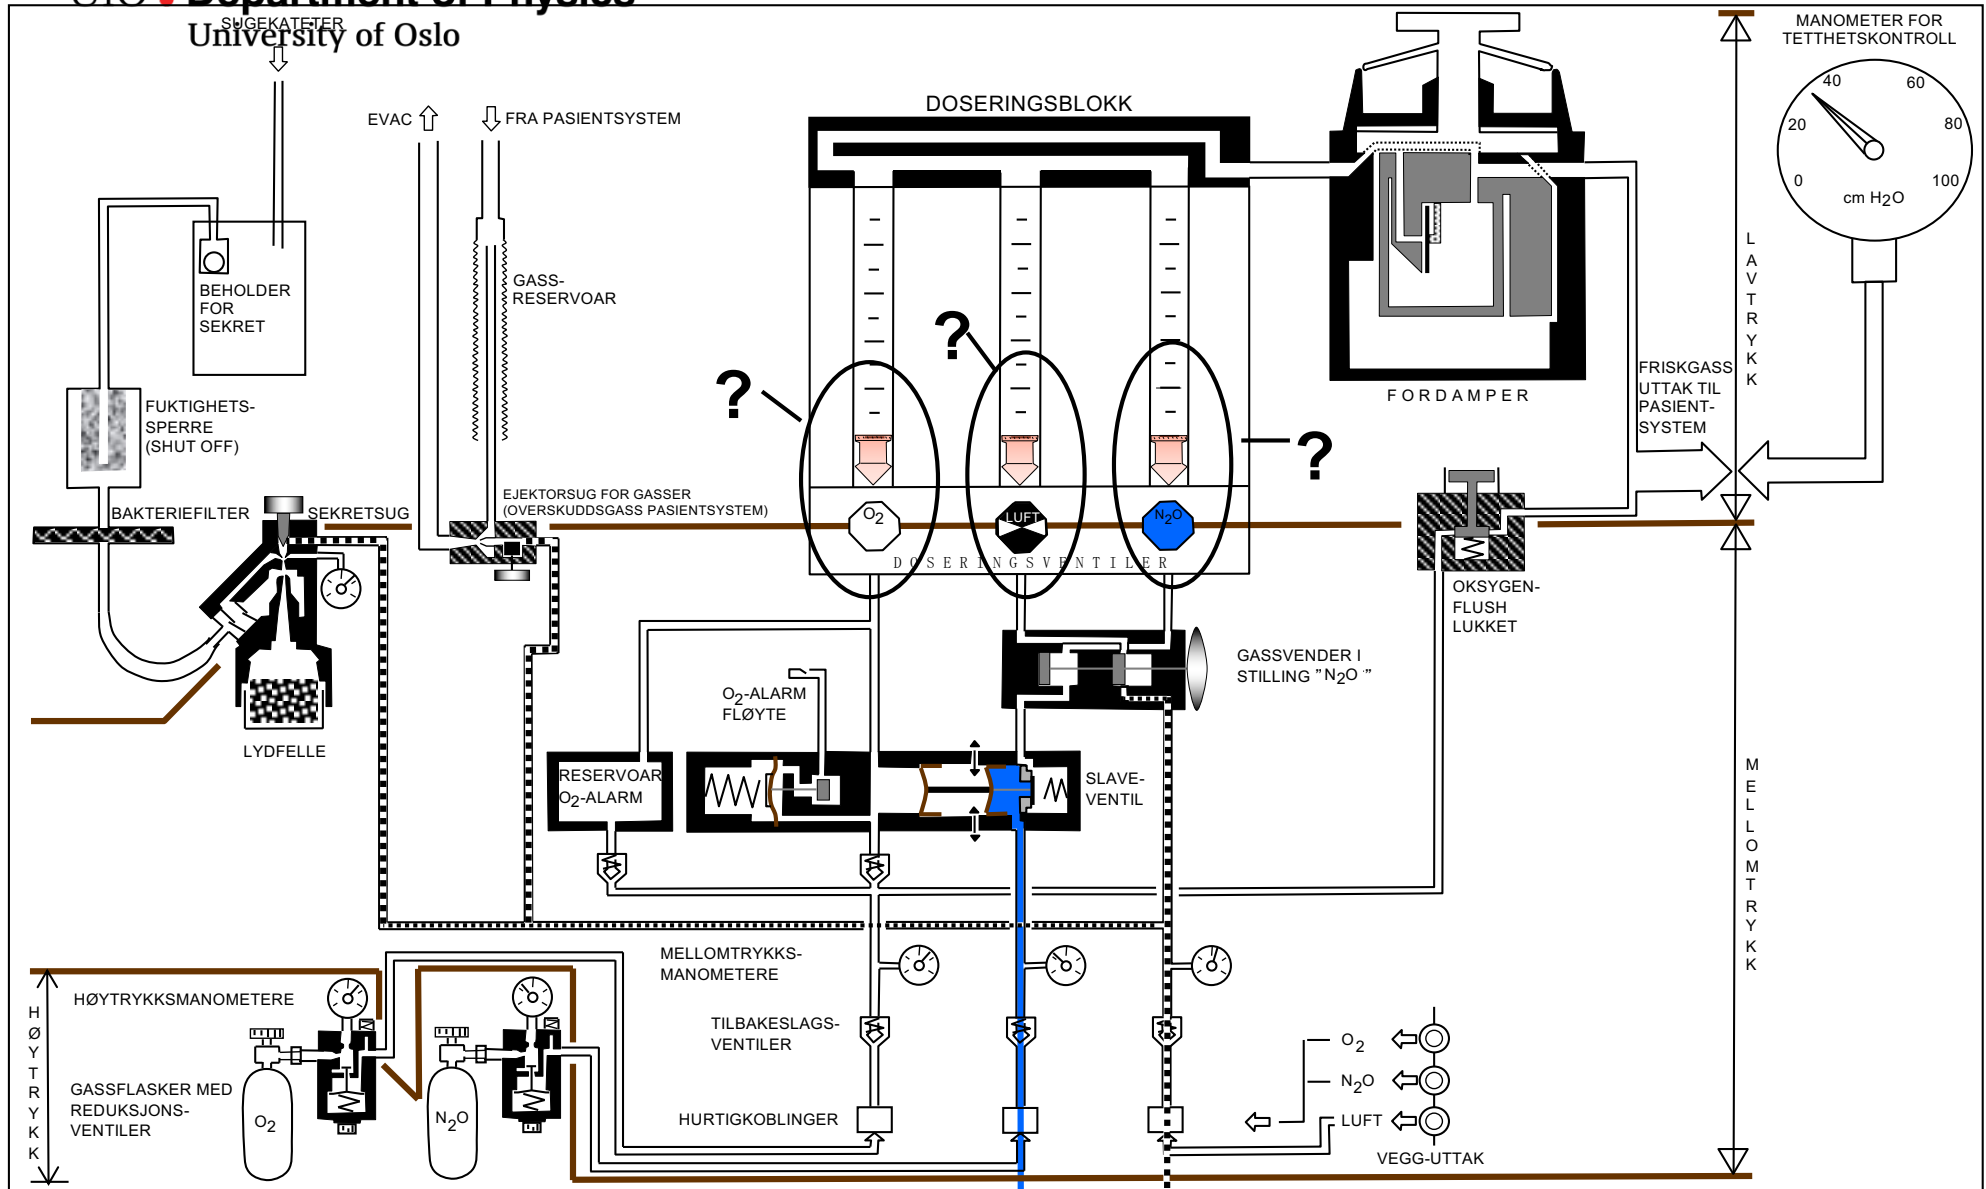 UiO Department of Physics
University of Oslo
SUGEKATETER
EVAC
FRA PASIENTSYSTEM
DOSERINGSBLOKK
MANOMETER FOR
TETTHETSKONTROLL
0
20
40
60
80
100
cm H2O
GASS-
RESERVOAR
BEHOLDER
FOR
SEKRET
FUKTIGHETS-
SPERRE
(SHUT OFF)
BAKTERIEFILTER
SEKRETSUG
EJEKTORSUG FOR GASSER
(OVERSKUDDSGASS PASIENTSYSTEM)
?
?
?
O2
LUFT
N2O
DOSERINGSVENTILER
FORDAMPER
FRISKGASS
UTTAK TIL
PASIENT-
SYSTEM
LAVTRYKK
OKSYGEN-
FLUSH
LUKKET
GASSVENDER I
STILLING "N2O "
O2-ALARM
FLØYTE
LYDFELLE
RESERVOAR
O2-ALARM
SLAVE-
VENTIL
MELLOMTRYKK
MELLOMTRYKKS-
MANOMETERE
HØYTRYKKSMANOMETERE
HØYTRYKK
TILBAKESLAGS-
VENTILER
GASSFLASKER MED
REDUKSJONS-
VENTILER
O2
N2O
HURTIGKOBLINGER
O2
N2O
LUFT
VEGG-UTTAK